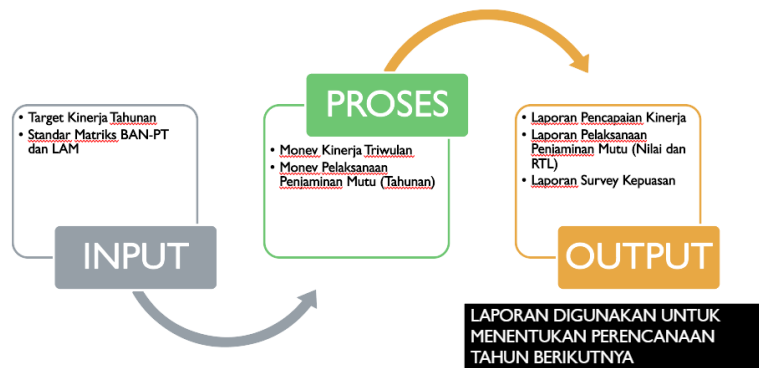 • Target Kinerja Tahunan
• Standar Matriks BAN-PT
dan LAM
INPUT
PROSES
• Monev Kinerja Triwulan
• Monev Pelaksanaan
Penjaminan Mutu (Tahunan)
• Laporan Pencapaian Kinerja
• Laporan Pelaksanaan
Penjaminan Mutu (Nilai dan
RTL)
• Laporan Survey Kepuasan
OUTPUT
LAPORAN DIGUNAKAN UNTUK
MENENTUKAN PERENCANAAN
TAHUN BERIKUTNYA